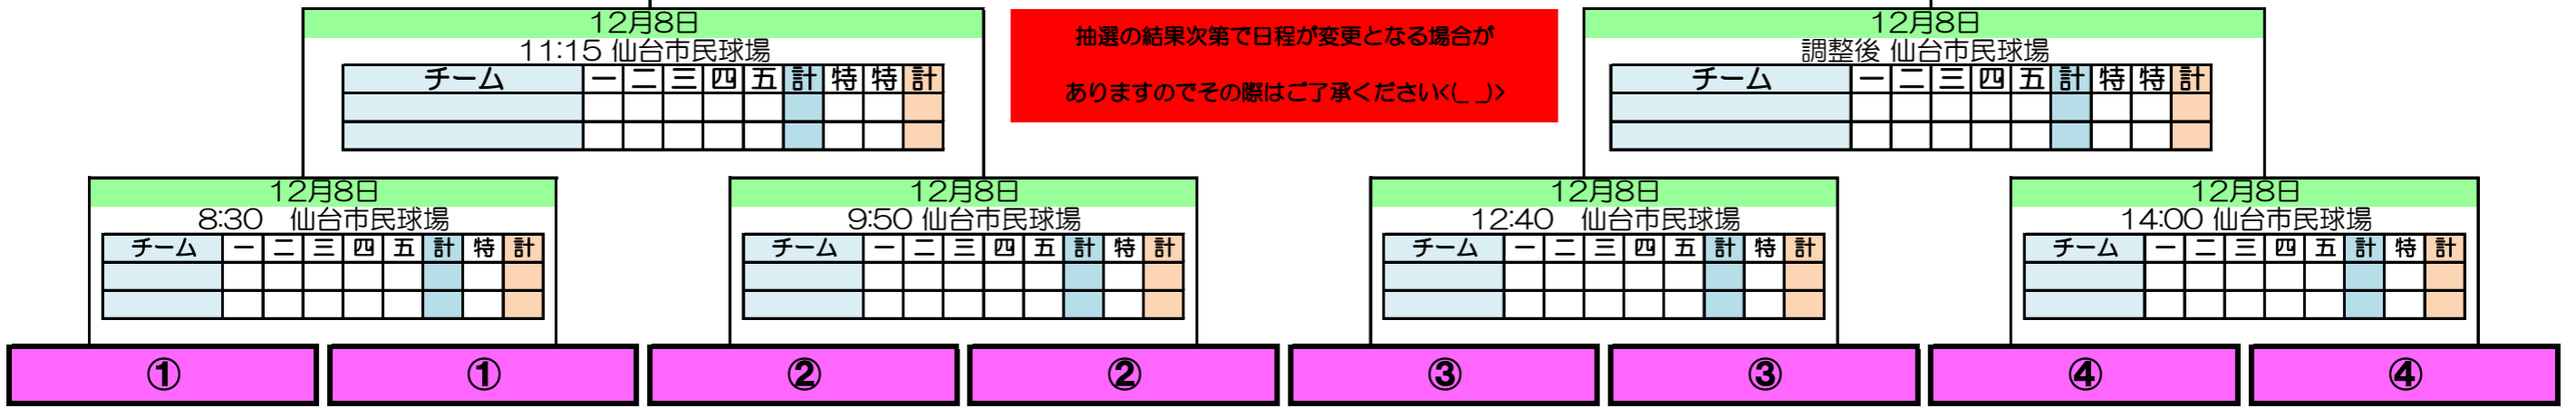 12月8日
11:15 仙台市民球場
チーム 一 二 三 四 五 計 特 特 計
抽選の結果次第で日程が変更となる場合が
ありますのでその際はご了承ください<(_ _)>
12月8日
調整後 仙台市民球場
チーム 一 二 三 四 五 計 特 特 計
12月8日
8:30　仙台市民球場
チーム 一 二 三 四 五 計 特 計
12月8日
9:50 仙台市民球場
チーム 一 二 三 四 五 計 特 計
12月8日
12:40　仙台市民球場
チーム 一 二 三 四 五 計 特 計
12月8日
14:00 仙台市民球場
チーム 一 二 三 四 五 計 特 計
① ① ② ② ③ ③ ④ ④